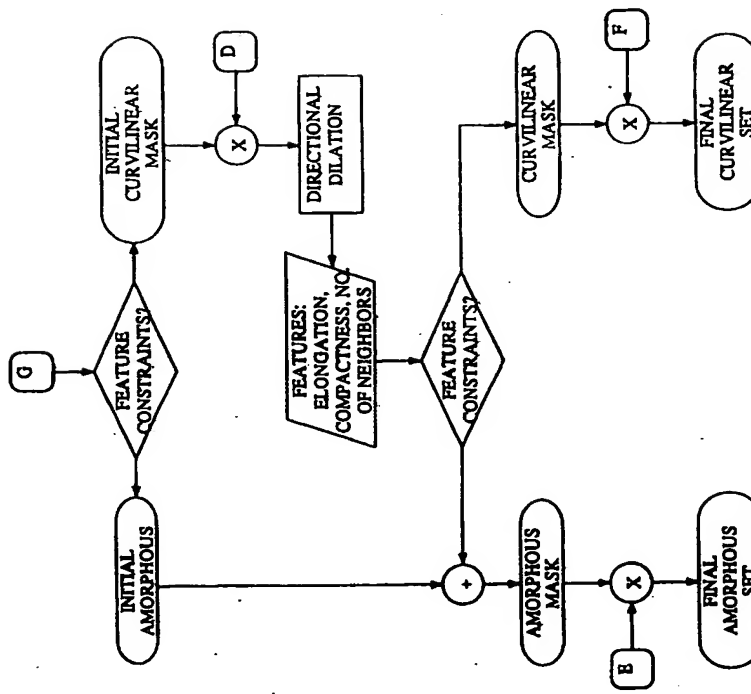 G
FEATURE
CONSTRAINTS?
INITIAL
AMORPHOUS
INITIAL
CURVILINEAR
MASK
D
X
DIRECTIONAL
DILATION
FEATURES:
ELONGATION,
COMPACTNESS, NO.
OF NEIGHBORS
FEATURE
CONSTRAINTS?
+
AMORPHOUS
MASK
E
X
FINAL
AMORPHOUS
SET
CURVILINEAR
MASK
F
X
FINAL
CURVILINEAR
SET